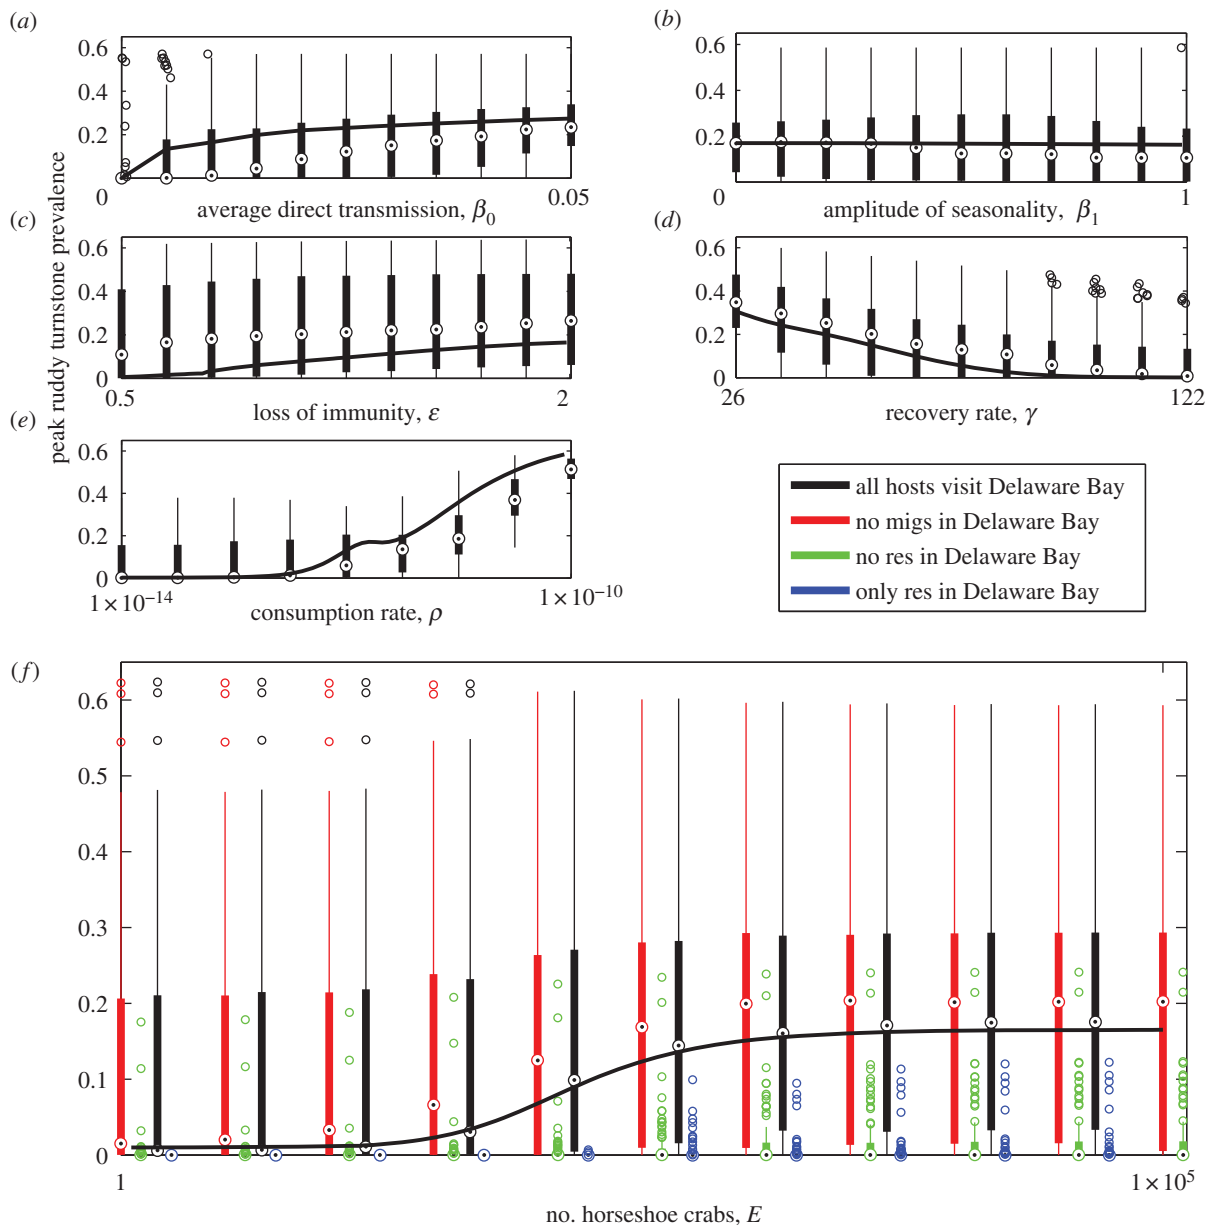 (a)
0.6
0.4
0.2
0
0.05
average direct transmission, β0
(b)
0.6
0.4
0.2
0
1
amplitude of seasonality, β1
(c)
0.6
0.4
0.2
0
0.5
2
loss of immunity, ε
(d)
0.6
0.4
0.2
0
26
122
recovery rate, γ
(e)
0.6
0.4
0.2
0
1×10⁻¹⁴
1×10⁻¹⁰
consumption rate, ρ
peak ruddy turnstone prevalence
all hosts visit Delaware Bay
no migs in Delaware Bay
no res in Delaware Bay
only res in Delaware Bay
(f)
0.6
0.5
0.4
0.3
0.2
0.1
0
1
1×10⁵
no. horseshoe crabs, E